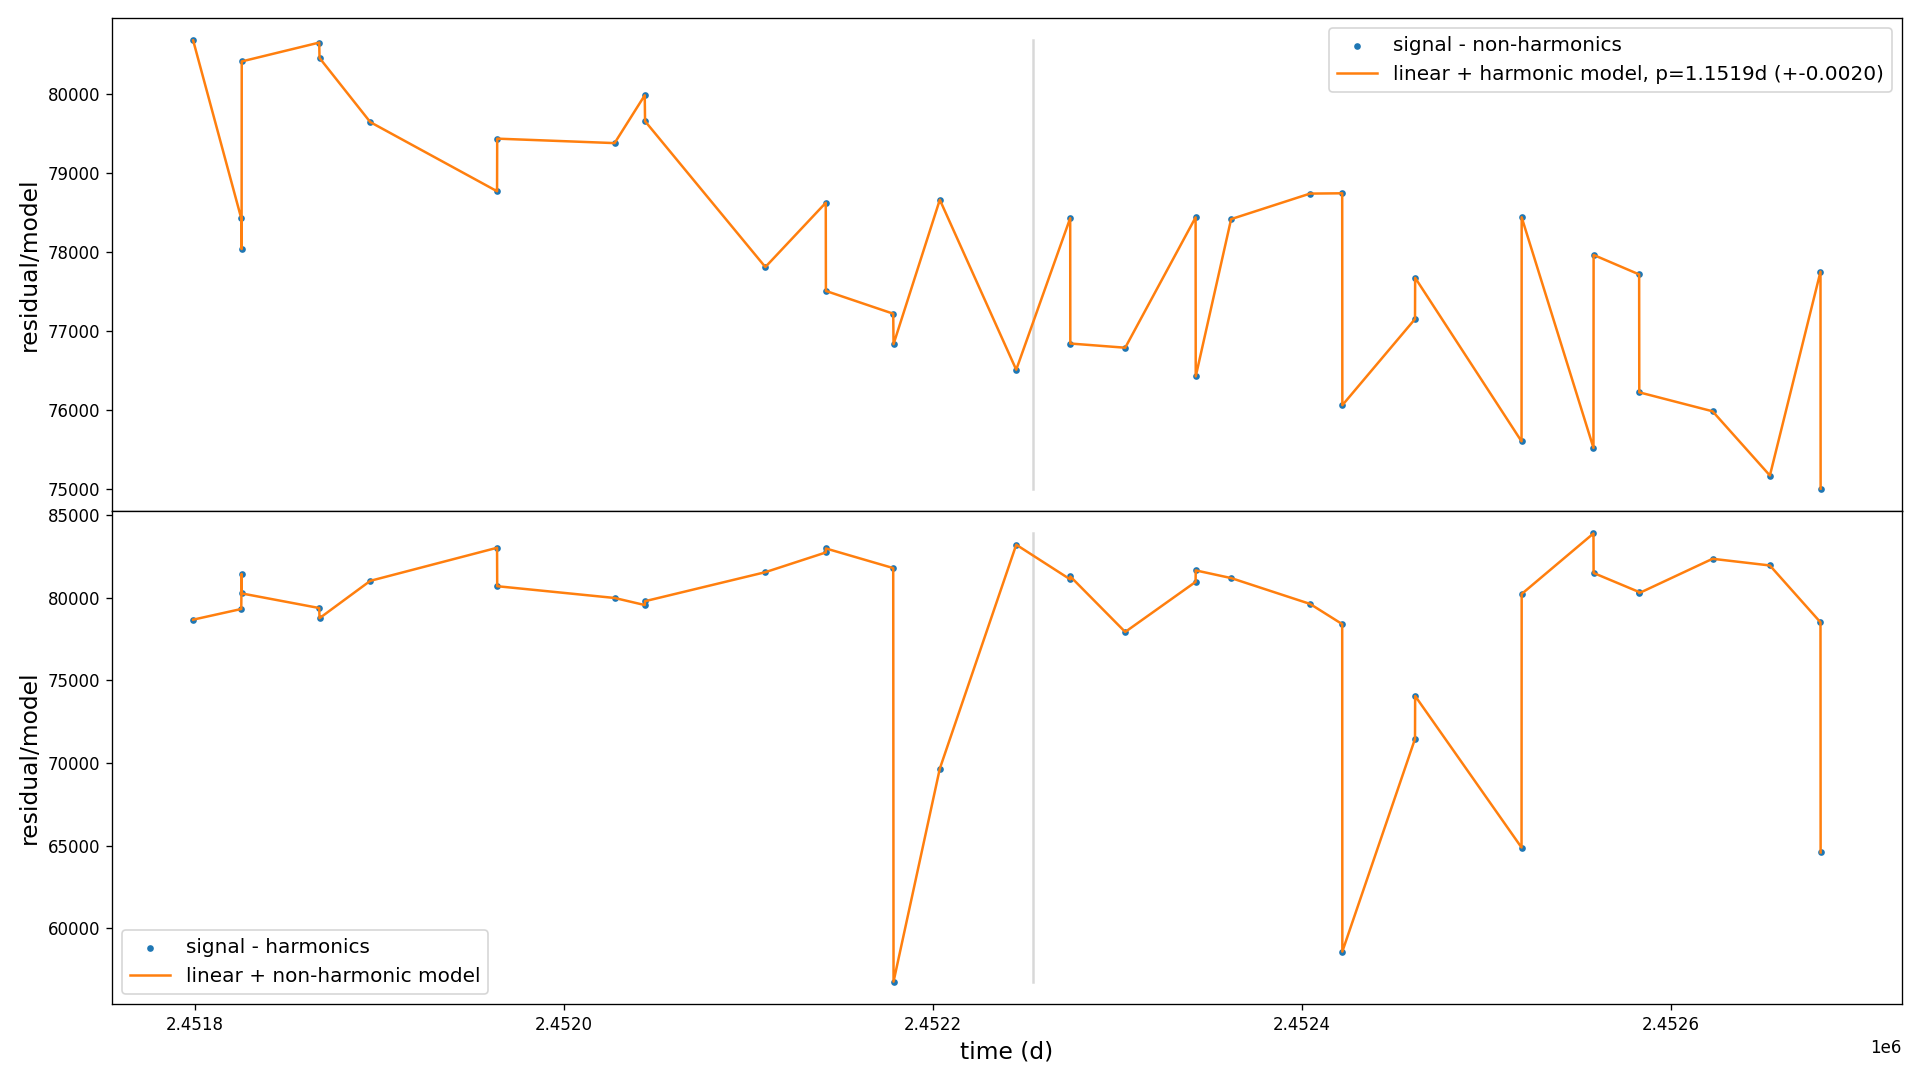 signal - non-harmonics
linear + harmonic model, p=1.1519d (+-0.0020)
residual/model
80000
79000
78000
77000
76000
75000
85000
80000
75000
70000
65000
60000
residual/model
signal - harmonics
linear + non-harmonic model
2.4518
2.4520
2.4522
2.4524
2.4526
1e6
time (d)